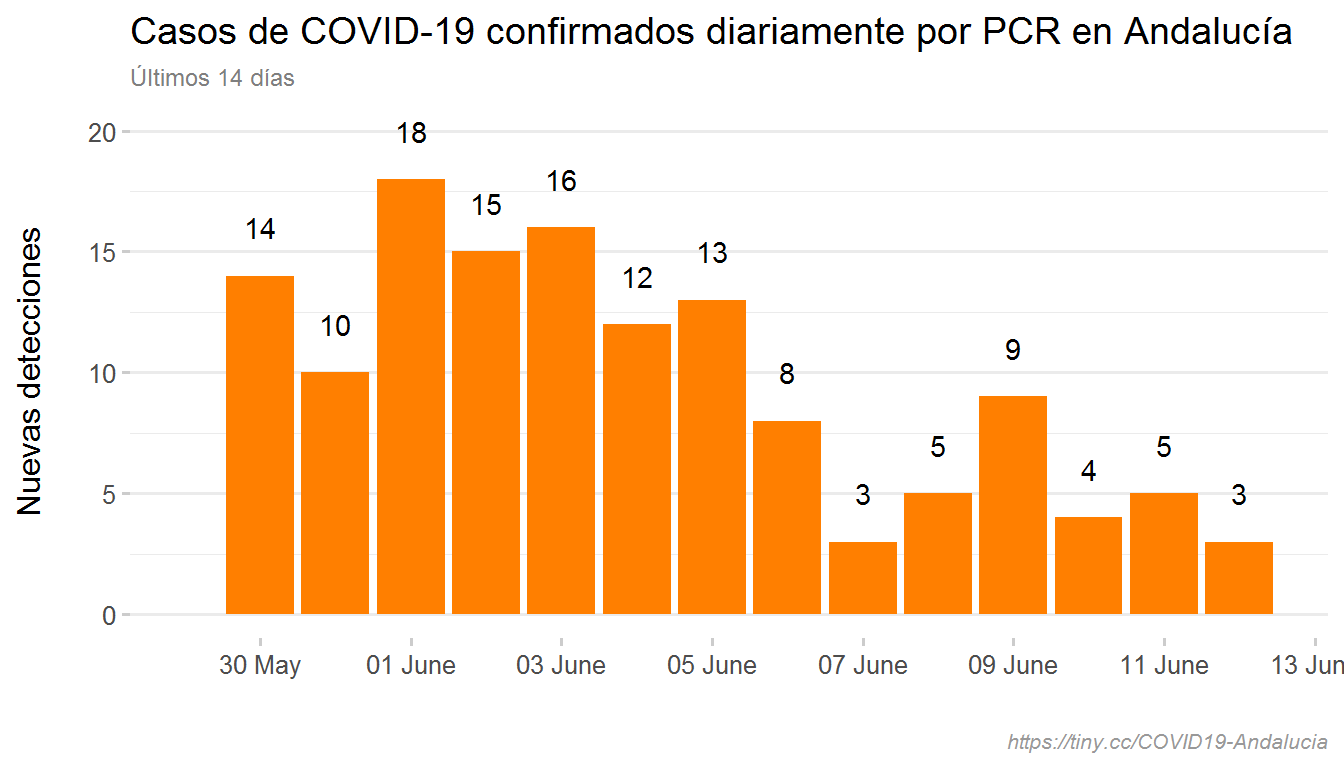 Casos de COVID-19 confirmados diariamente por PCR en Andalucía
Últimos 14 días
Nuevas detecciones
20
15
10
5
0
14
10
18
15
16
12
13
8
3
5
9
4
5
3
30 May
01 June
03 June
05 June
07 June
09 June
11 June
13 Jun
https://tiny.cc/COVID19-Andalucia